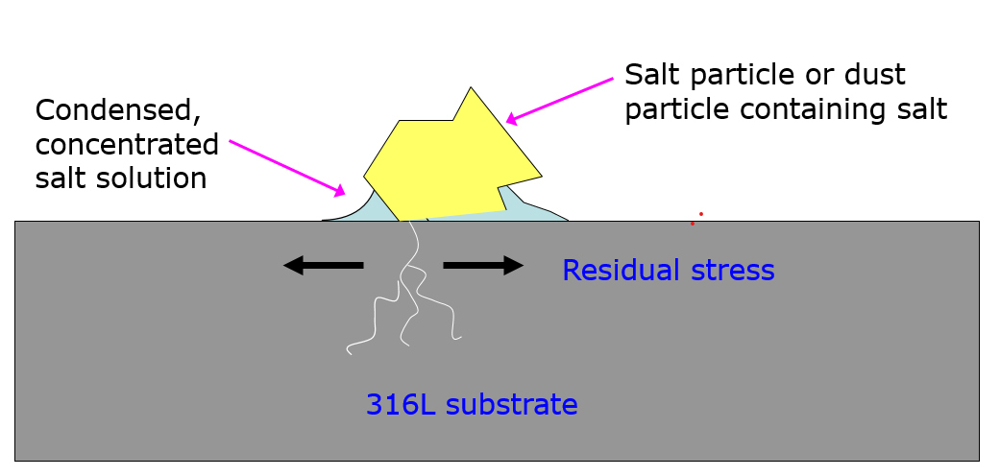 Condensed,
concentrated
salt solution
Salt particle or dust
particle containing salt
Residual stress
316L substrate